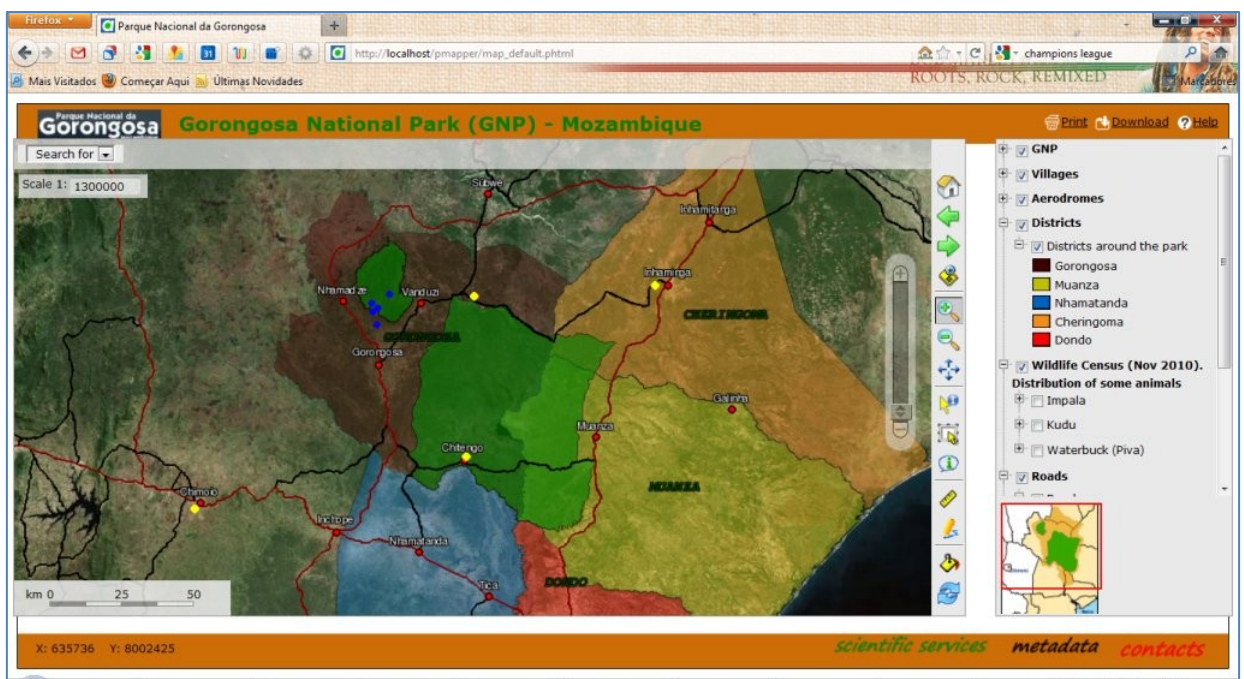 Firefox
Parque Nacional da Gorongosa
http://localhost/pmapper/map_default.phtml
champions league
Mais Visitados Começar Aqui Últimas Novidades
ROOTS, ROCK, REMIXED
Marcadores
Parque Nacional da
Gorongosa
Gorongosa National Park (GNP) - Mozambique
Print Download Help
Search for
Scale 1: 1300000
Subwe
Inhamitanga
Inhaminga
Nhamadze
Vanduzi
CHERINGOMA
GORONGOSA
Gorongosa
Galinha
Muanza
Chitengo
MUANZA
Chimoio
Inchope
Nhamatanda
Tica
DONDO
km 0 25 50
GNP
Villages
Aerodromes
Districts
Districts around the park
Gorongosa
Muanza
Nhamatanda
Cheringoma
Dondo
Wildlife Census (Nov 2010).
Distribution of some animals
Impala
Kudu
Waterbuck (Piva)
Roads
X: 635736 Y: 8002425
scientific services metadata contacts